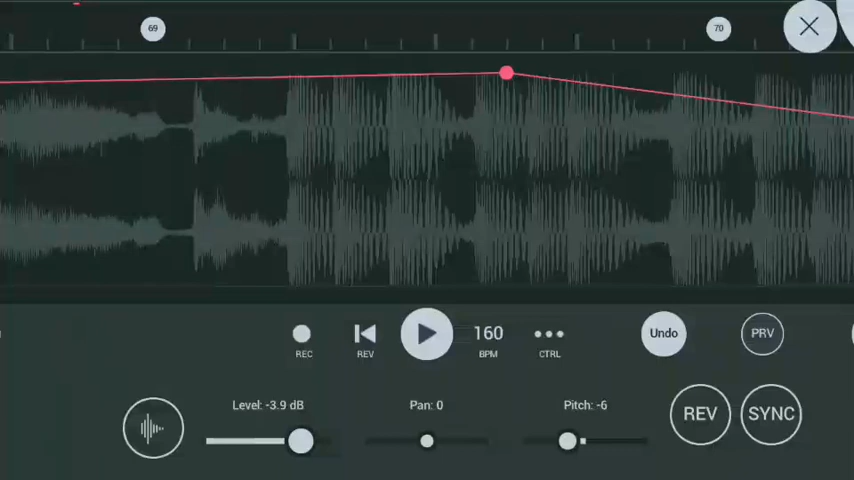 69
70
160
Undo
PRV
REC
REV
BPM
CTRL
Level: -3.9 dB
Pan: 0
Pitch: -6
REV
SYNC